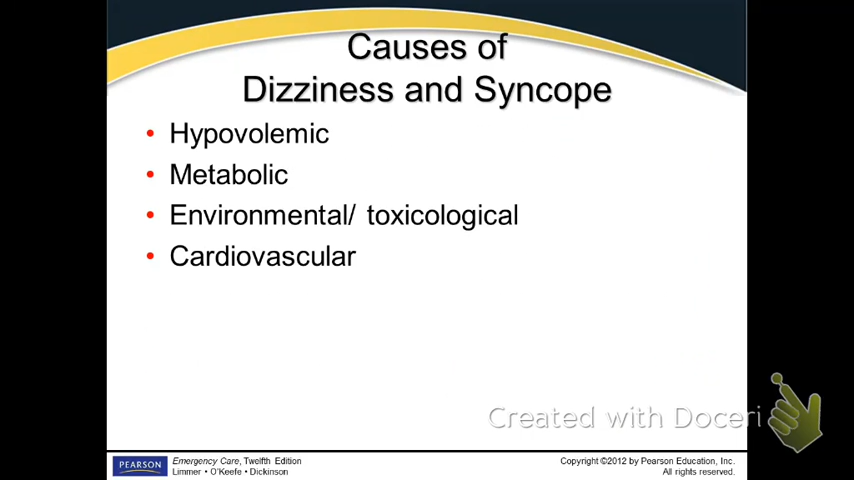 Causes of
Dizziness and Syncope
• Hypovolemic
• Metabolic
• Environmental/ toxicological
• Cardiovascular
Created with Doceri
PEARSON
Emergency Care, Twelfth Edition
Limmer • O'Keefe • Dickinson
Copyright ©2012 by Pearson Education, Inc.
All rights reserved.